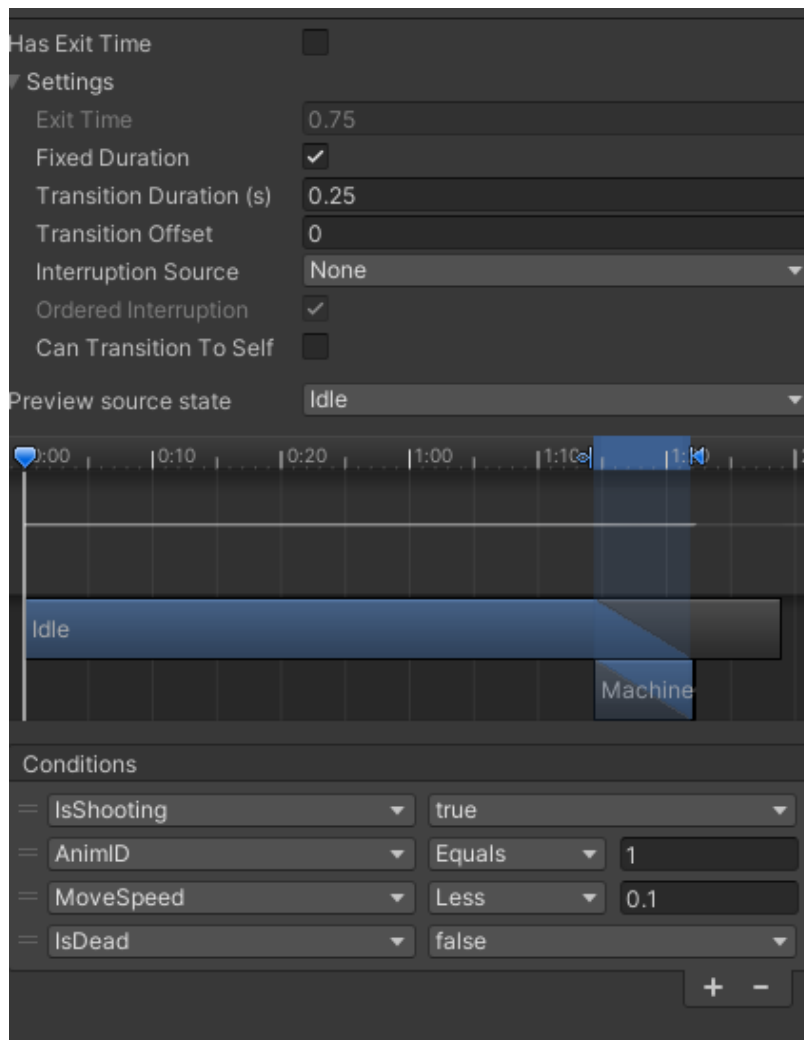 Has Exit Time
Settings
Exit Time 0.75
Fixed Duration
Transition Duration (s) 0.25
Transition Offset 0
Interruption Source None
Ordered Interruption
Can Transition To Self
Preview source state Idle
0:10 0:20 1:00
Idle
Machine
Conditions
IsShooting true
AnimID Equals 1
MoveSpeed Less 0.1
IsDead false
+ -